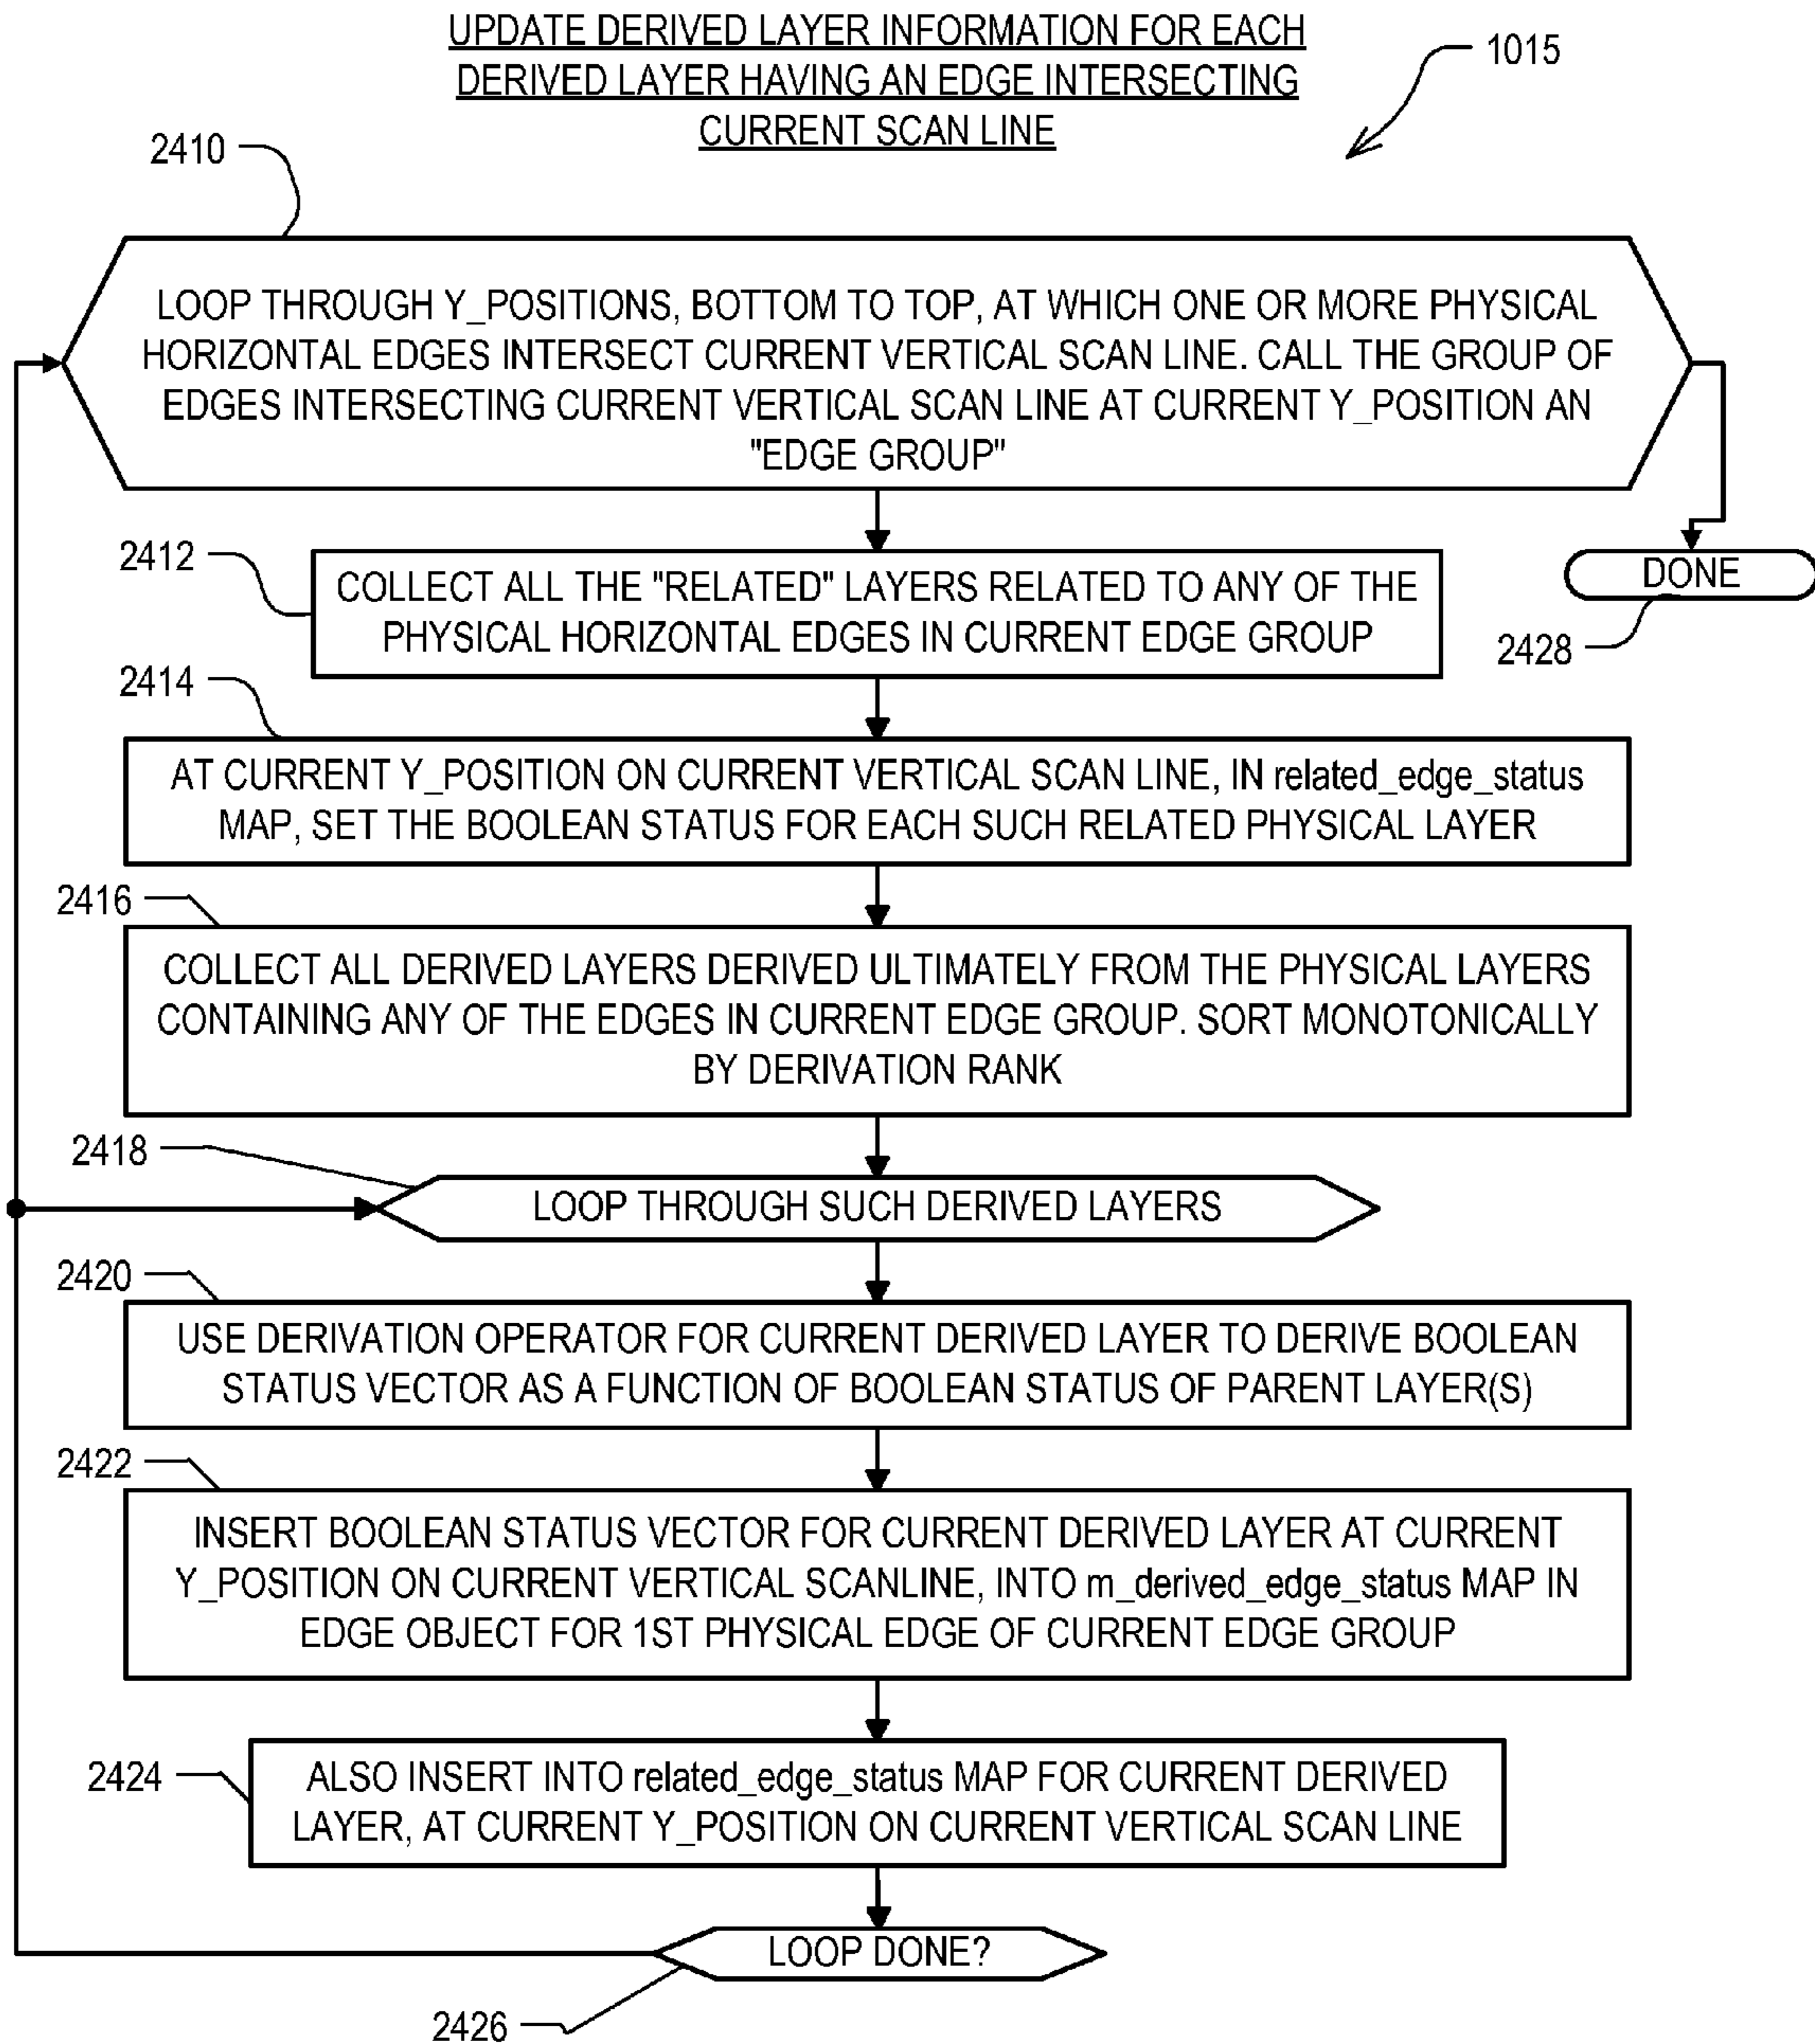 UPDATE DERIVED LAYER INFORMATION FOR EACH
DERIVED LAYER HAVING AN EDGE INTERSECTING
CURRENT SCAN LINE
1015
2410
LOOP THROUGH Y_POSITIONS, BOTTOM TO TOP, AT WHICH ONE OR MORE PHYSICAL
HORIZONTAL EDGES INTERSECT CURRENT VERTICAL SCAN LINE. CALL THE GROUP OF
EDGES INTERSECTING CURRENT VERTICAL SCAN LINE AT CURRENT Y_POSITION AN
"EDGE GROUP"
2412
COLLECT ALL THE "RELATED" LAYERS RELATED TO ANY OF THE
PHYSICAL HORIZONTAL EDGES IN CURRENT EDGE GROUP
DONE
2428
2414
AT CURRENT Y_POSITION ON CURRENT VERTICAL SCAN LINE, IN related_edge_status
MAP, SET THE BOOLEAN STATUS FOR EACH SUCH RELATED PHYSICAL LAYER
2416
COLLECT ALL DERIVED LAYERS DERIVED ULTIMATELY FROM THE PHYSICAL LAYERS
CONTAINING ANY OF THE EDGES IN CURRENT EDGE GROUP. SORT MONOTONICALLY
BY DERIVATION RANK
2418
LOOP THROUGH SUCH DERIVED LAYERS
2420
USE DERIVATION OPERATOR FOR CURRENT DERIVED LAYER TO DERIVE BOOLEAN
STATUS VECTOR AS A FUNCTION OF BOOLEAN STATUS OF PARENT LAYER(S)
2422
INSERT BOOLEAN STATUS VECTOR FOR CURRENT DERIVED LAYER AT CURRENT
Y_POSITION ON CURRENT VERTICAL SCANLINE, INTO m_derived_edge_status MAP IN
EDGE OBJECT FOR 1ST PHYSICAL EDGE OF CURRENT EDGE GROUP
2424
ALSO INSERT INTO related_edge_status MAP FOR CURRENT DERIVED
LAYER, AT CURRENT Y_POSITION ON CURRENT VERTICAL SCAN LINE
LOOP DONE?
2426